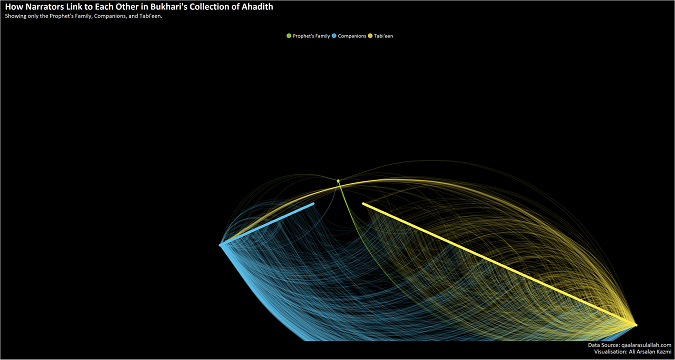 How Narrators Link to Each Other in Bukhari's Collection of Ahadith
Showing only the Prophet's Family, Companions, and Tabi'een.
Prophet's Family Companions Tabi'een
Data Source: qaalarasulallah.com
Visualisation: Ali Arsalan Kazmi